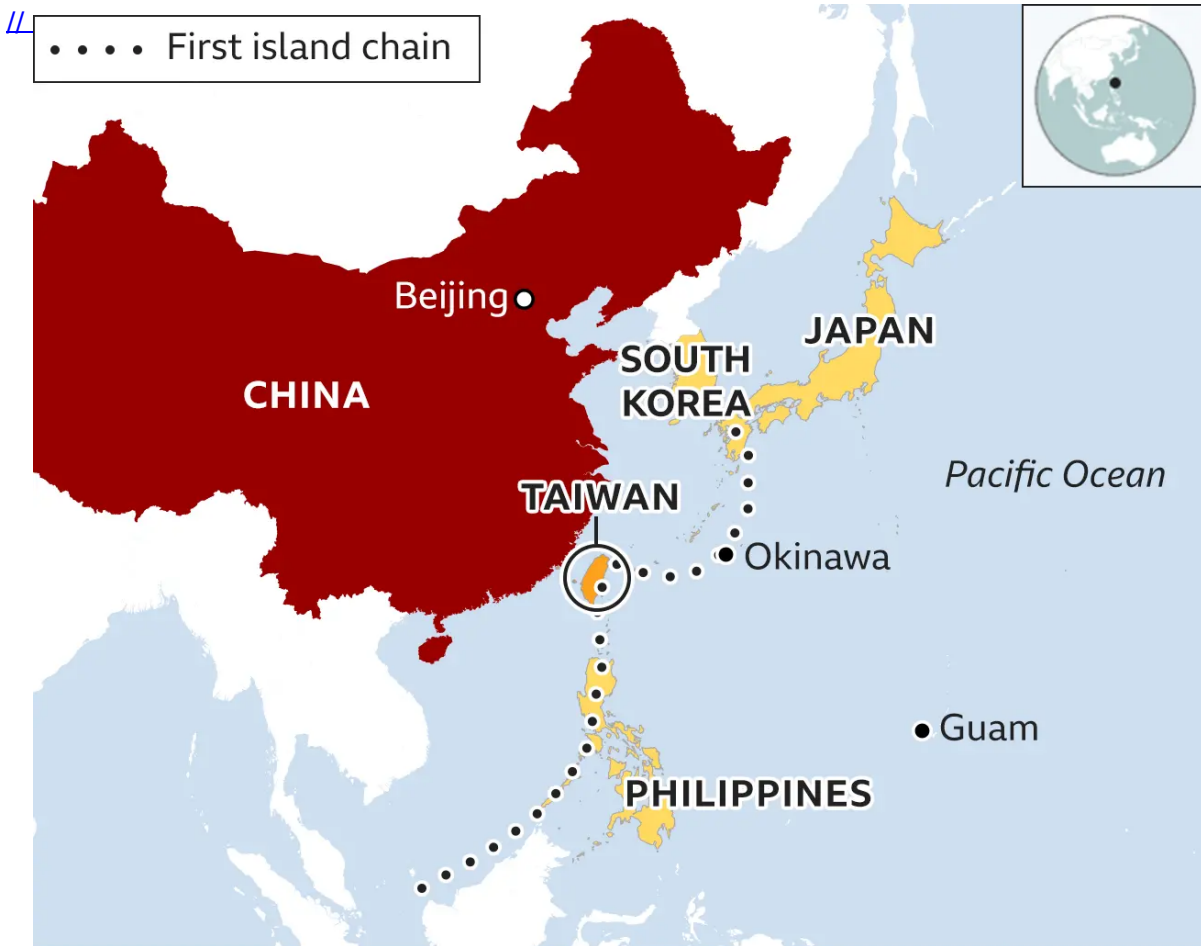 //
First island chain
Beijing
JAPAN
SOUTH
KOREA
CHINA
Pacific Ocean
TAIWAN
Okinawa
Guam
PHILIPPINES